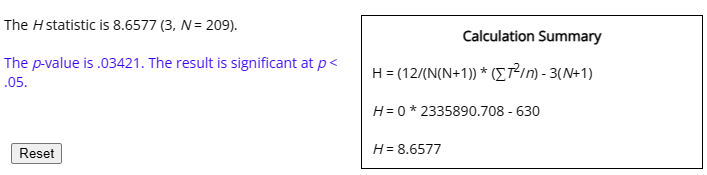 The H statistic is 8.6577 (3, N = 209).
The p-value is .03421. The result is significant at p <
.05.
Reset
Calculation Summary
H = (12/(N(N+1)) * (∑T²/n) - 3(N+1)
H = 0 * 2335890.708 - 630
H = 8.6577